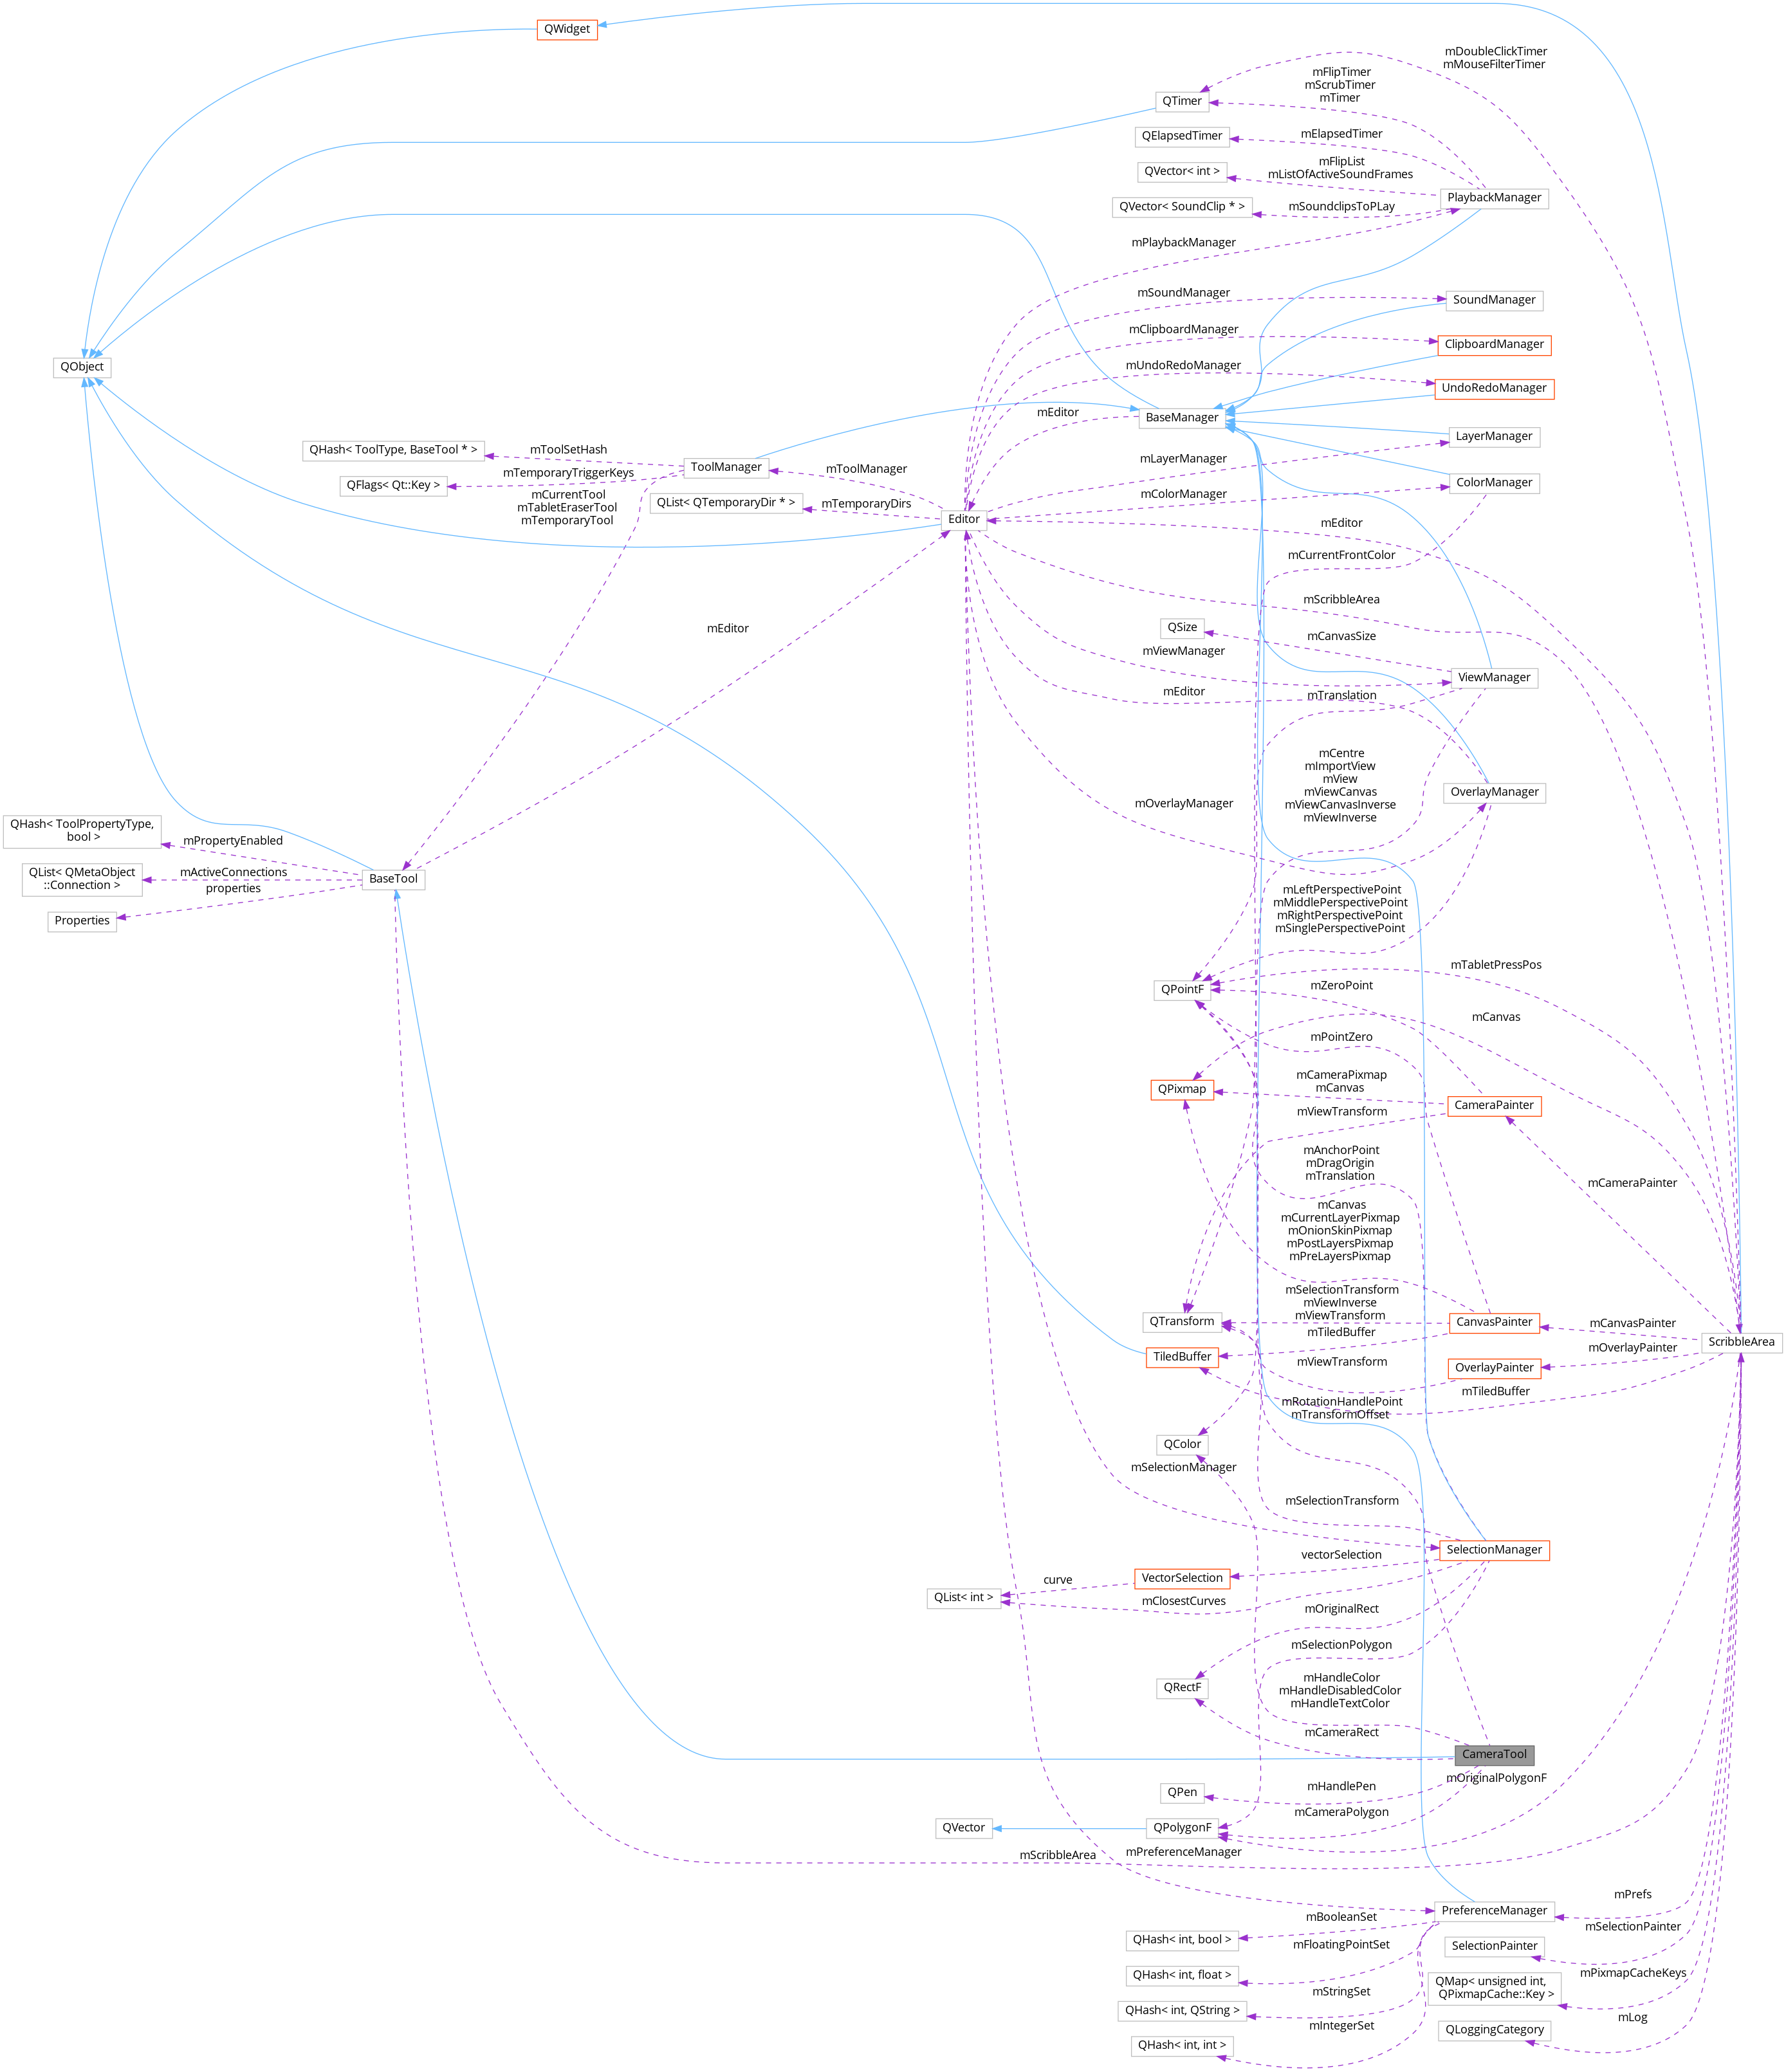 QWidget
mDoubleClickTimer
mMouseFilterTimer
mFlipTimer
mScrubTimer
mTimer
QTimer
QElapsedTimer
mElapsedTimer
QVector< int >
mFlipList
mListOfActiveSoundFrames
PlaybackManager
QVector< SoundClip * >
mSoundclipsToPLay
mPlaybackManager
mSoundManager
SoundManager
mClipboardManager
ClipboardManager
QObject
mUndoRedoManager
UndoRedoManager
mEditor
BaseManager
LayerManager
QHash< ToolType, BaseTool * >
mToolSetHash
ToolManager
mToolManager
mLayerManager
QFlags< Qt::Key >
mTemporaryTriggerKeys
ColorManager
mColorManager
mCurrentTool
mTabletEraserTool
mTemporaryTool
QList< QTemporaryDir * >
mTemporaryDirs
Editor
mEditor
mCurrentFrontColor
mScribbleArea
mEditor
QSize
mCanvasSize
mViewManager
ViewManager
mEditor
mTranslation
mCentre
mImportView
mView
mViewCanvas
mViewCanvasInverse
mViewInverse
OverlayManager
mOverlayManager
QHash< ToolPropertyType,
bool >
mPropertyEnabled
QList< QMetaObject
::Connection >
mActiveConnections
properties
BaseTool
Properties
mLeftPerspectivePoint
mMiddlePerspectivePoint
mRightPerspectivePoint
mSinglePerspectivePoint
mTabletPressPos
QPointF
mZeroPoint
mCanvas
mPointZero
QPixmap
mCameraPixmap
mCanvas
CameraPainter
mViewTransform
mAnchorPoint
mDragOrigin
mTranslation
mCameraPainter
mCanvas
mCurrentLayerPixmap
mOnionSkinPixmap
mPostLayersPixmap
mPreLayersPixmap
mSelectionTransform
mViewInverse
mViewTransform
QTransform
CanvasPainter
mCanvasPainter
mTiledBuffer
ScribbleArea
mOverlayPainter
TiledBuffer
mViewTransform
OverlayPainter
mTiledBuffer
mRotationHandlePoint
mTransformOffset
QColor
mSelectionManager
mSelectionTransform
SelectionManager
vectorSelection
VectorSelection
curve
QList< int >
mClosestCurves
mOriginalRect
mSelectionPolygon
QRectF
mHandleColor
mHandleDisabledColor
mHandleTextColor
mCameraRect
CameraTool
mOriginalPolygonF
QPen
mHandlePen
mCameraPolygon
QVector
QPolygonF
mScribbleArea
mPreferenceManager
mPrefs
PreferenceManager
mBooleanSet
mSelectionPainter
QHash< int, bool >
SelectionPainter
mFloatingPointSet
QHash< int, float >
mPixmapCacheKeys
QMap< unsigned int,
QPixmapCache::Key >
mStringSet
QHash< int, QString >
mLog
mIntegerSet
QLoggingCategory
QHash< int, int >